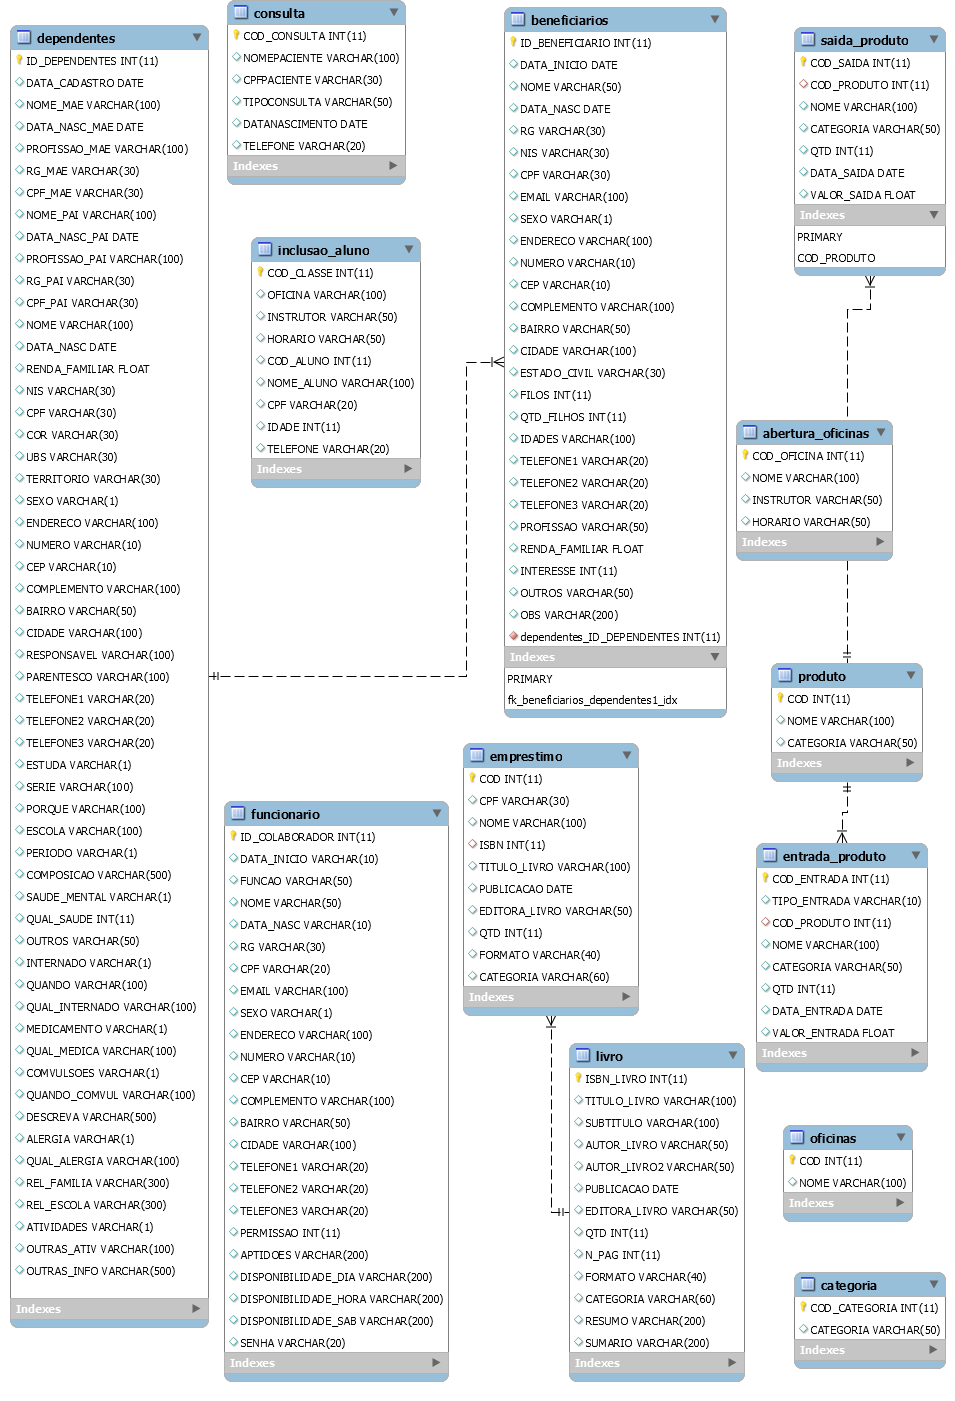 dependentes
ID_DEPENDENTES INT(11)
DATA_CADASTRO DATE
NOME_MAE VARCHAR(100)
DATA_NASC_MAE DATE
PROFISSAO_MAE VARCHAR(100)
RG_MAE VARCHAR(30)
CPF_MAE VARCHAR(30)
NOME_PAI VARCHAR(100)
DATA_NASC_PAI DATE
PROFISSAO_PAI VARCHAR(100)
RG_PAI VARCHAR(30)
CPF_PAI VARCHAR(30)
NOME VARCHAR(100)
DATA_NASC DATE
RENDA_FAMILIAR FLOAT
NIS VARCHAR(30)
CPF VARCHAR(30)
COR VARCHAR(30)
UBS VARCHAR(30)
TERRITORIO VARCHAR(30)
SEXO VARCHAR(1)
ENDERECO VARCHAR(100)
NUMERO VARCHAR(10)
CEP VARCHAR(10)
COMPLEMENTO VARCHAR(100)
BAIRRO VARCHAR(50)
CIDADE VARCHAR(100)
RESPONSAVEL VARCHAR(100)
PARENTESCO VARCHAR(100)
TELEFONE1 VARCHAR(20)
TELEFONE2 VARCHAR(20)
TELEFONE3 VARCHAR(20)
ESTUDA VARCHAR(1)
SERIE VARCHAR(100)
PORQUE VARCHAR(100)
ESCOLA VARCHAR(100)
PERIODO VARCHAR(1)
COMPOSICAO VARCHAR(500)
SAUDE_MENTAL VARCHAR(1)
QUAL_SAUDE INT(11)
OUTROS VARCHAR(50)
INTERNADO VARCHAR(1)
QUANDO VARCHAR(100)
QUAL_INTERNADO VARCHAR(100)
MEDICAMENTO VARCHAR(1)
QUAL_MEDICA VARCHAR(100)
COMVULSOES VARCHAR(1)
QUANDO_COMVUL VARCHAR(100)
DESCREVA VARCHAR(500)
ALERGIA VARCHAR(1)
QUAL_ALERGIA VARCHAR(100)
REL_FAMILIA VARCHAR(300)
REL_ESCOLA VARCHAR(300)
ATIVIDADES VARCHAR(1)
OUTRAS_ATIV VARCHAR(100)
OUTRAS_INFO VARCHAR(500)
Indexes
consulta
COD_CONSULTA INT(11)
NOMEPACIENTE VARCHAR(100)
CPFPACIENTE VARCHAR(30)
TIPOCONSULTA VARCHAR(50)
DATANASCIMENTO DATE
TELEFONE VARCHAR(20)
Indexes
inclusao_aluno
COD_CLASSE INT(11)
OFICINA VARCHAR(100)
INSTRUTOR VARCHAR(50)
HORARIO VARCHAR(50)
COD_ALUNO INT(11)
NOME_ALUNO VARCHAR(100)
CPF VARCHAR(20)
IDADE INT(11)
TELEFONE VARCHAR(20)
Indexes
funcionario
ID_COLABORADOR INT(11)
DATA_INICIO VARCHAR(10)
FUNCAO VARCHAR(50)
NOME VARCHAR(50)
DATA_NASC VARCHAR(10)
RG VARCHAR(30)
CPF VARCHAR(20)
EMAIL VARCHAR(100)
SEXO VARCHAR(1)
ENDERECO VARCHAR(100)
NUMERO VARCHAR(10)
CEP VARCHAR(10)
COMPLEMENTO VARCHAR(100)
BAIRRO VARCHAR(50)
CIDADE VARCHAR(100)
TELEFONE1 VARCHAR(20)
TELEFONE2 VARCHAR(20)
TELEFONE3 VARCHAR(20)
PERMISSAO INT(11)
APTIDOES VARCHAR(200)
DISPONIBILIDADE_DIA VARCHAR(200)
DISPONIBILIDADE_HORA VARCHAR(200)
DISPONIBILIDADE_SAB VARCHAR(200)
SENHA VARCHAR(20)
Indexes
beneficiarios
ID_BENEFICIARIO INT(11)
DATA_INICIO DATE
NOME VARCHAR(50)
DATA_NASC DATE
RG VARCHAR(30)
NIS VARCHAR(30)
CPF VARCHAR(30)
EMAIL VARCHAR(100)
SEXO VARCHAR(1)
ENDERECO VARCHAR(100)
NUMERO VARCHAR(10)
CEP VARCHAR(10)
COMPLEMENTO VARCHAR(100)
BAIRRO VARCHAR(50)
CIDADE VARCHAR(100)
ESTADO_CIVIL VARCHAR(30)
FILOS INT(11)
QTD_FILHOS INT(11)
IDADES VARCHAR(100)
TELEFONE1 VARCHAR(20)
TELEFONE2 VARCHAR(20)
TELEFONE3 VARCHAR(20)
PROFISSAO VARCHAR(50)
RENDA_FAMILIAR FLOAT
INTERESSE INT(11)
OUTROS VARCHAR(50)
OBS VARCHAR(200)
dependentes_ID_DEPENDENTES INT(11)
Indexes
PRIMARY
fk_beneficiarios_dependentes1_idx
emprestimo
COD INT(11)
CPF VARCHAR(30)
NOME VARCHAR(100)
ISBN INT(11)
TITULO_LIVRO VARCHAR(100)
PUBLICACAO DATE
EDITORA_LIVRO VARCHAR(50)
QTD INT(11)
FORMATO VARCHAR(40)
CATEGORIA VARCHAR(60)
Indexes
livro
ISBN_LIVRO INT(11)
TITULO_LIVRO VARCHAR(100)
SUBTITULO VARCHAR(100)
AUTOR_LIVRO VARCHAR(50)
AUTOR_LIVRO2 VARCHAR(50)
PUBLICACAO DATE
EDITORA_LIVRO VARCHAR(50)
QTD INT(11)
N_PAG INT(11)
FORMATO VARCHAR(40)
CATEGORIA VARCHAR(60)
RESUMO VARCHAR(200)
SUMARIO VARCHAR(200)
Indexes
saida_produto
COD_SAIDA INT(11)
COD_PRODUTO INT(11)
NOME VARCHAR(100)
CATEGORIA VARCHAR(50)
QTD INT(11)
DATA_SAIDA DATE
VALOR_SAIDA FLOAT
Indexes
PRIMARY
COD_PRODUTO
abertura_oficinas
COD_OFICINA INT(11)
NOME VARCHAR(100)
INSTRUTOR VARCHAR(50)
HORARIO VARCHAR(50)
Indexes
produto
COD INT(11)
NOME VARCHAR(100)
CATEGORIA VARCHAR(50)
Indexes
entrada_produto
COD_ENTRADA INT(11)
TIPO_ENTRADA VARCHAR(10)
COD_PRODUTO INT(11)
NOME VARCHAR(100)
CATEGORIA VARCHAR(50)
QTD INT(11)
DATA_ENTRADA DATE
VALOR_ENTRADA FLOAT
Indexes
oficinas
COD INT(11)
NOME VARCHAR(100)
Indexes
categoria
COD_CATEGORIA INT(11)
CATEGORIA VARCHAR(50)
Indexes